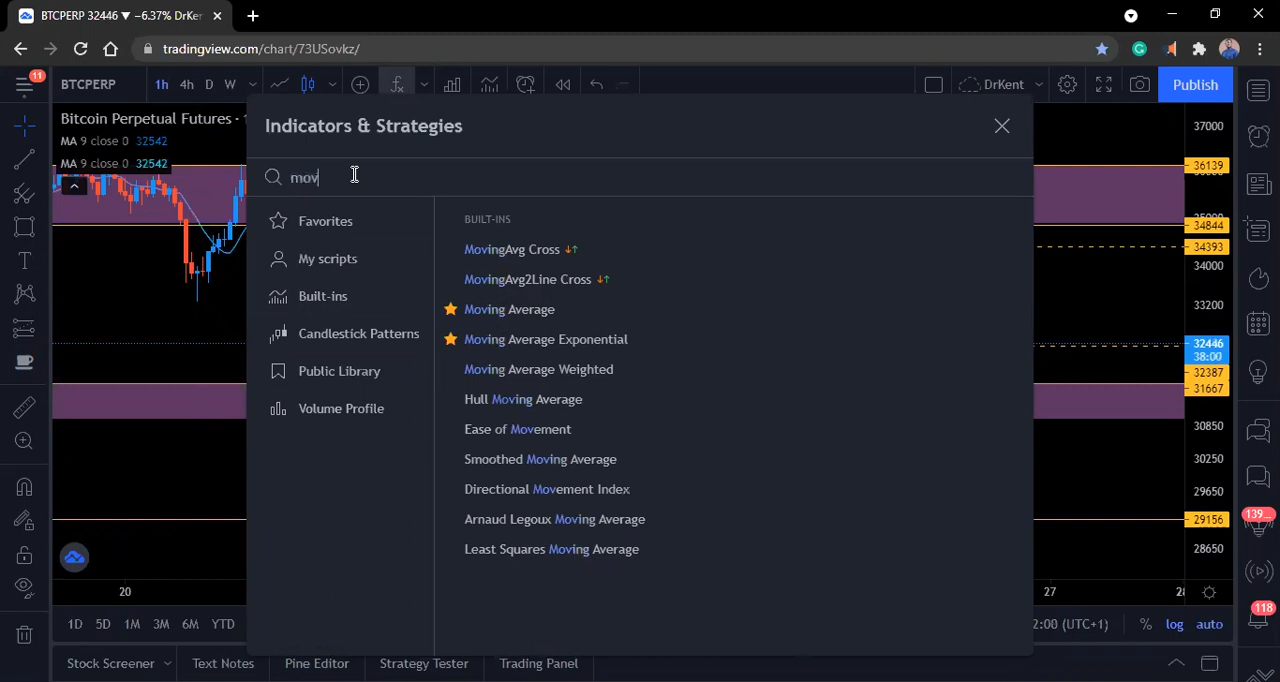 BTCPERP 32446 ▼ −6.37% DrKer
tradingview.com/chart/73USovkz/
11
BTCPERP
1h 4h D W
DrKent
Publish
Bitcoin Perpetual Futures · 1
MA 9 close 0 32542
MA 9 close 0 32542
Indicators & Strategies
mov
Favorites
My scripts
Built-ins
Candlestick Patterns
Public Library
Volume Profile
BUILT-INS
MovingAvg Cross
MovingAvg2Line Cross
Moving Average
Moving Average Exponential
Moving Average Weighted
Hull Moving Average
Ease of Movement
Smoothed Moving Average
Directional Movement Index
Arnaud Legoux Moving Average
Least Squares Moving Average
37000
36139
34844
34393
34000
33200
32446
38:00
32387
31667
30850
30250
29650
29156
28650
139...
118
20
27
1D 5D 1M 3M 6M YTD
2:00 (UTC+1) % log auto
Stock Screener Text Notes Pine Editor Strategy Tester Trading Panel